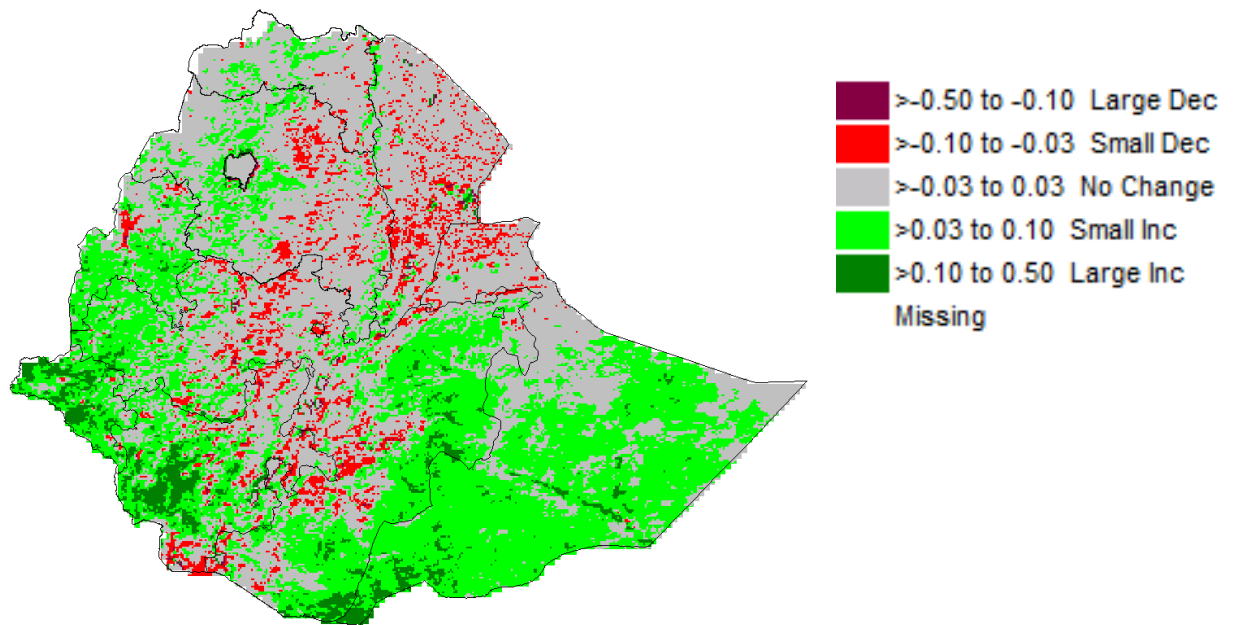 >-0.50 to -0.10 Large Dec
>-0.10 to -0.03 Small Dec
>-0.03 to 0.03 No Change
>0.03 to 0.10 Small Inc
>0.10 to 0.50 Large Inc
Missing